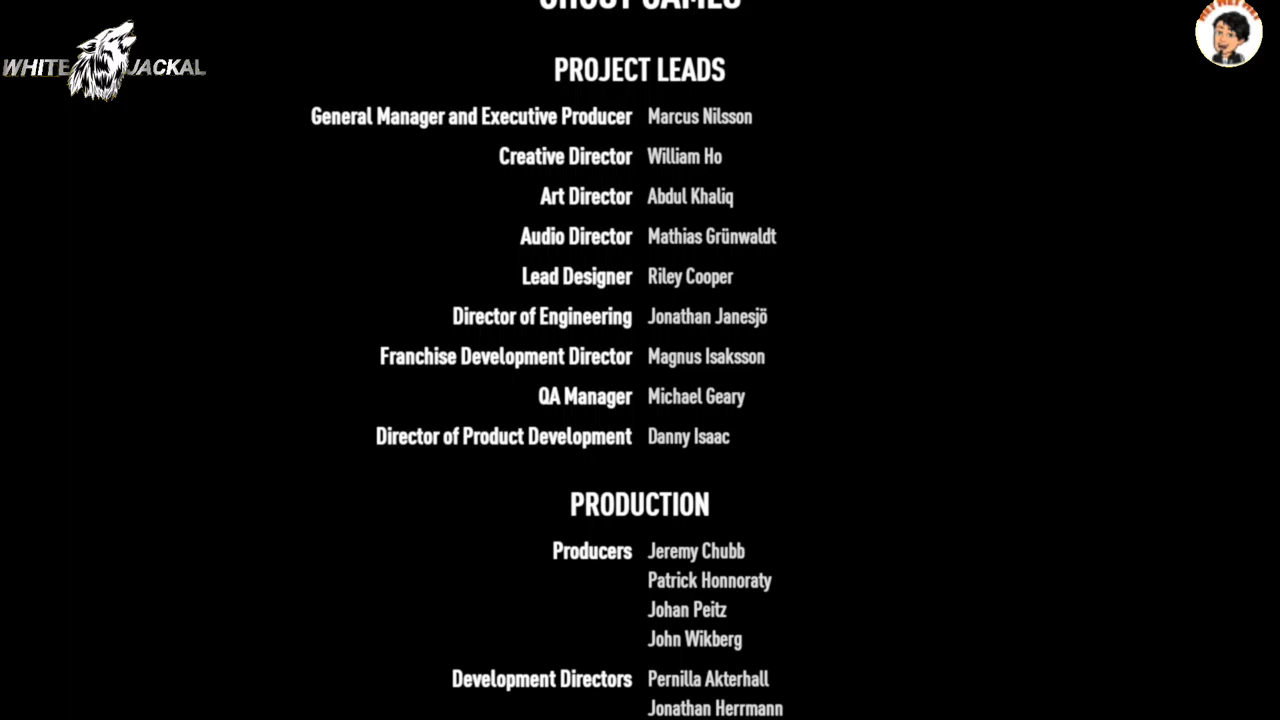 GHOST GAMES
WHITE JACKAL
PROJECT LEADS
General Manager and Executive Producer Marcus Nilsson
Creative Director William Ho
Art Director Abdul Khaliq
Audio Director Mathias Grünwaldt
Lead Designer Riley Cooper
Director of Engineering Jonathan Janesjö
Franchise Development Director Magnus Isaksson
QA Manager Michael Geary
Director of Product Development Danny Isaac
PRODUCTION
Producers Jeremy Chubb
Patrick Honnoraty
Johan Peitz
John Wikberg
Development Directors Pernilla Akterhall
Jonathan Herrmann